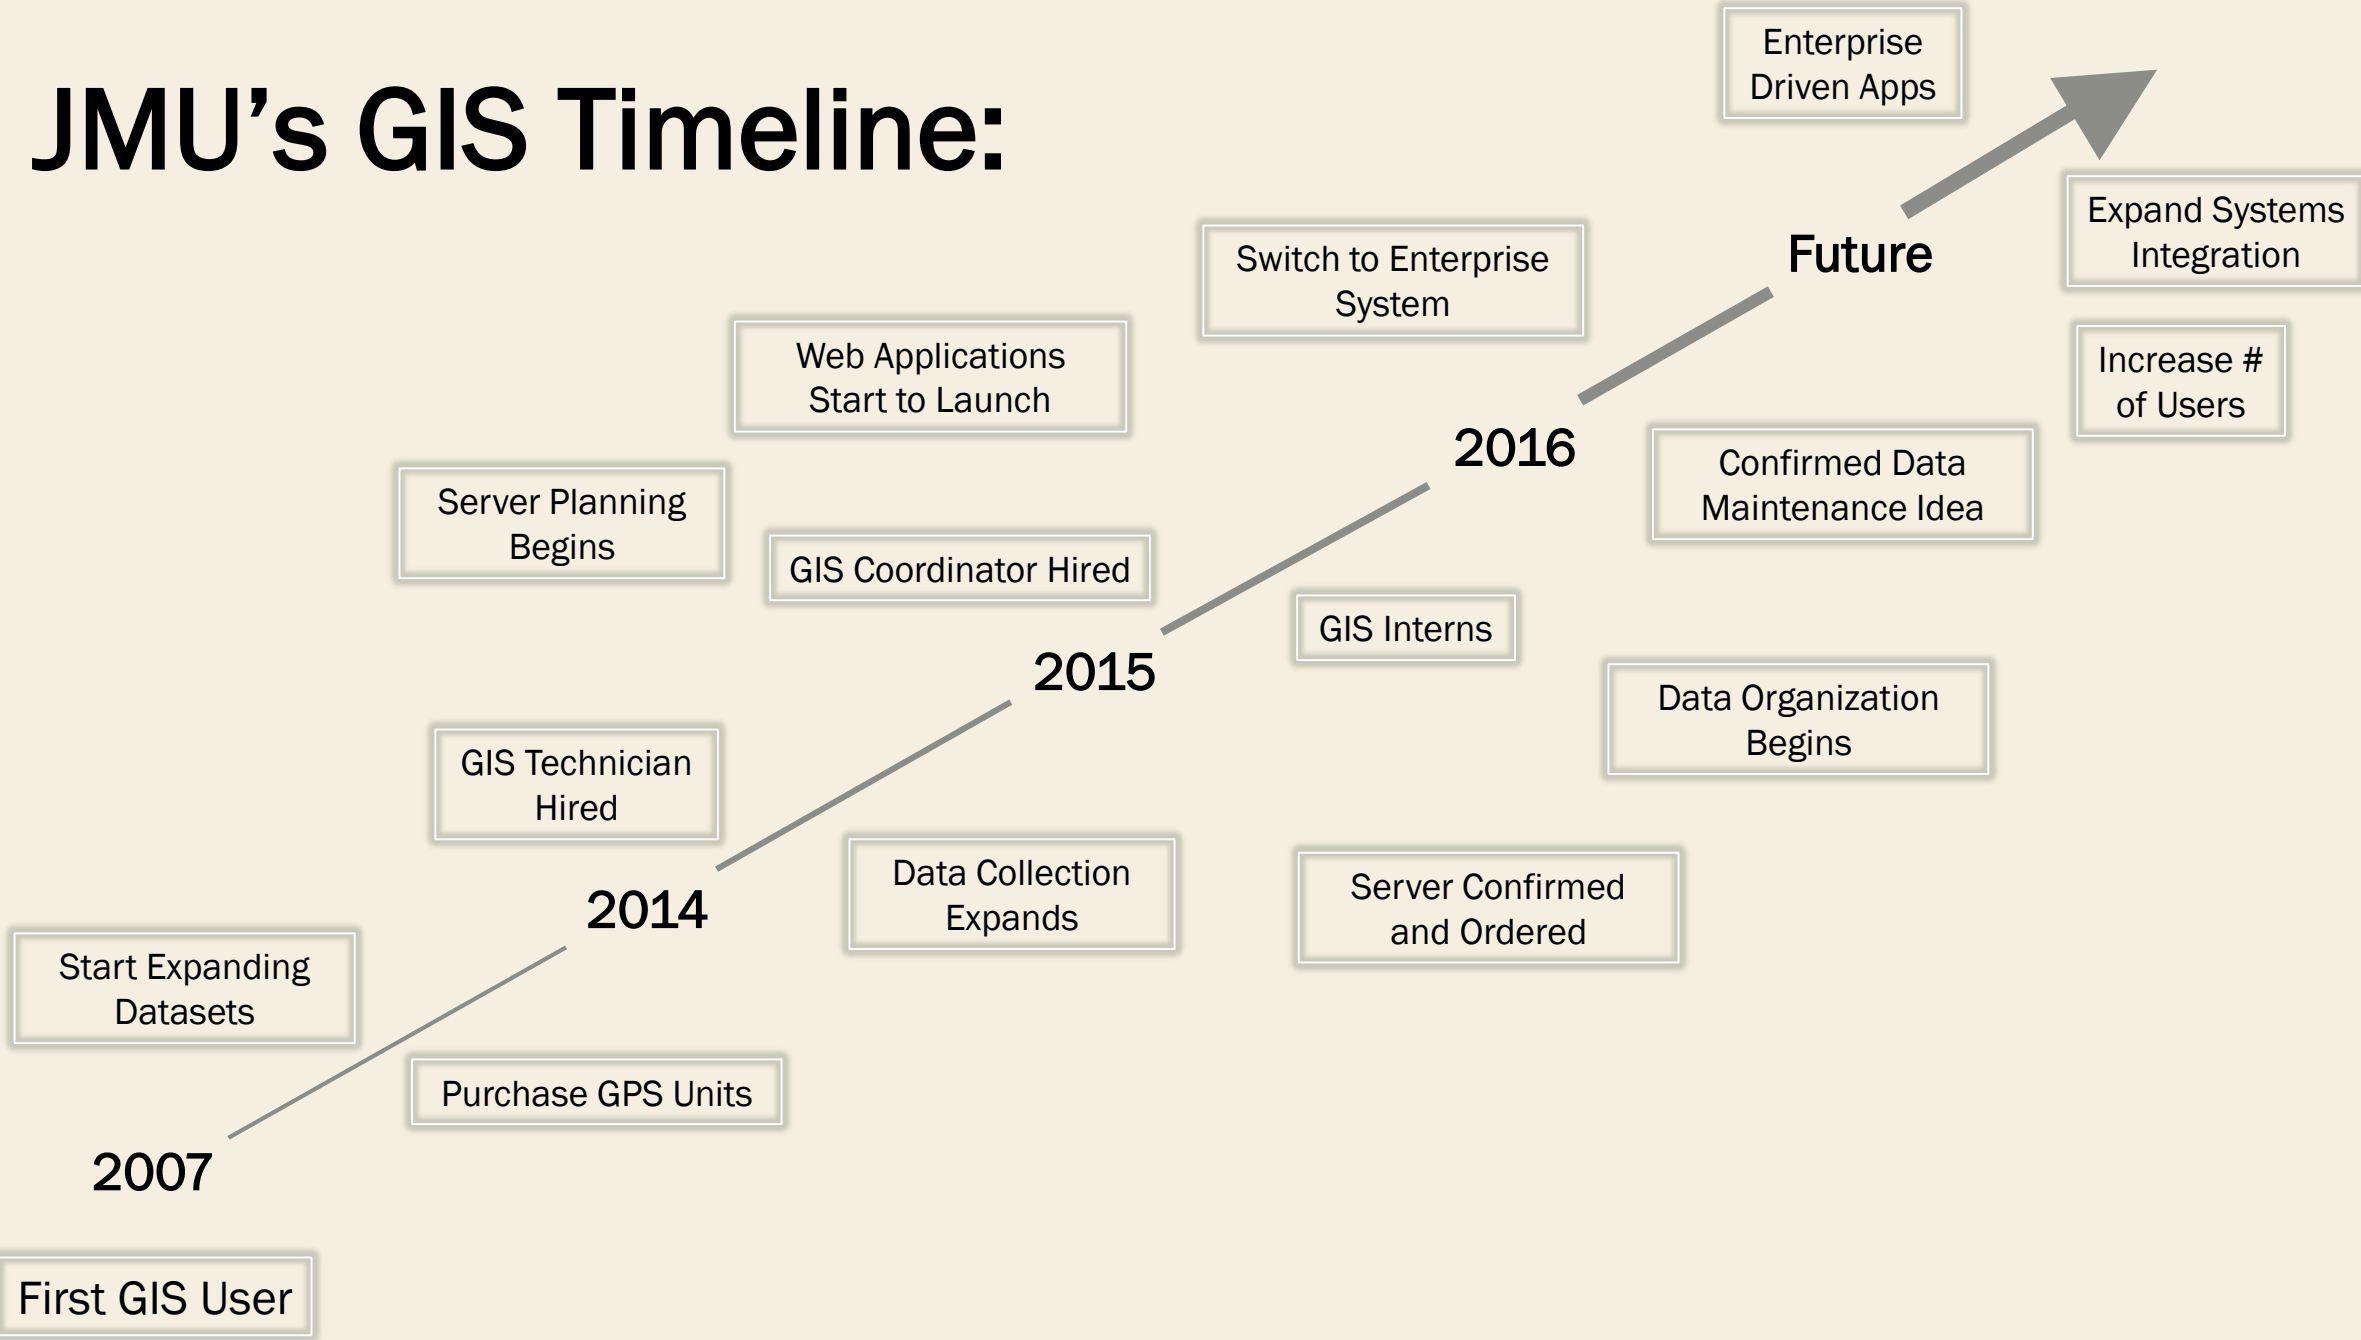 JMU’s GIS Timeline:
Enterprise
Driven Apps
Expand Systems
Integration
Future
Switch to Enterprise
System
Increase #
of Users
Web Applications
Start to Launch
2016
Confirmed Data
Maintenance Idea
Server Planning
Begins
GIS Coordinator Hired
GIS Interns
2015
Data Organization
Begins
GIS Technician
Hired
Data Collection
Expands
Server Confirmed
and Ordered
2014
Start Expanding
Datasets
Purchase GPS Units
2007
First GIS User